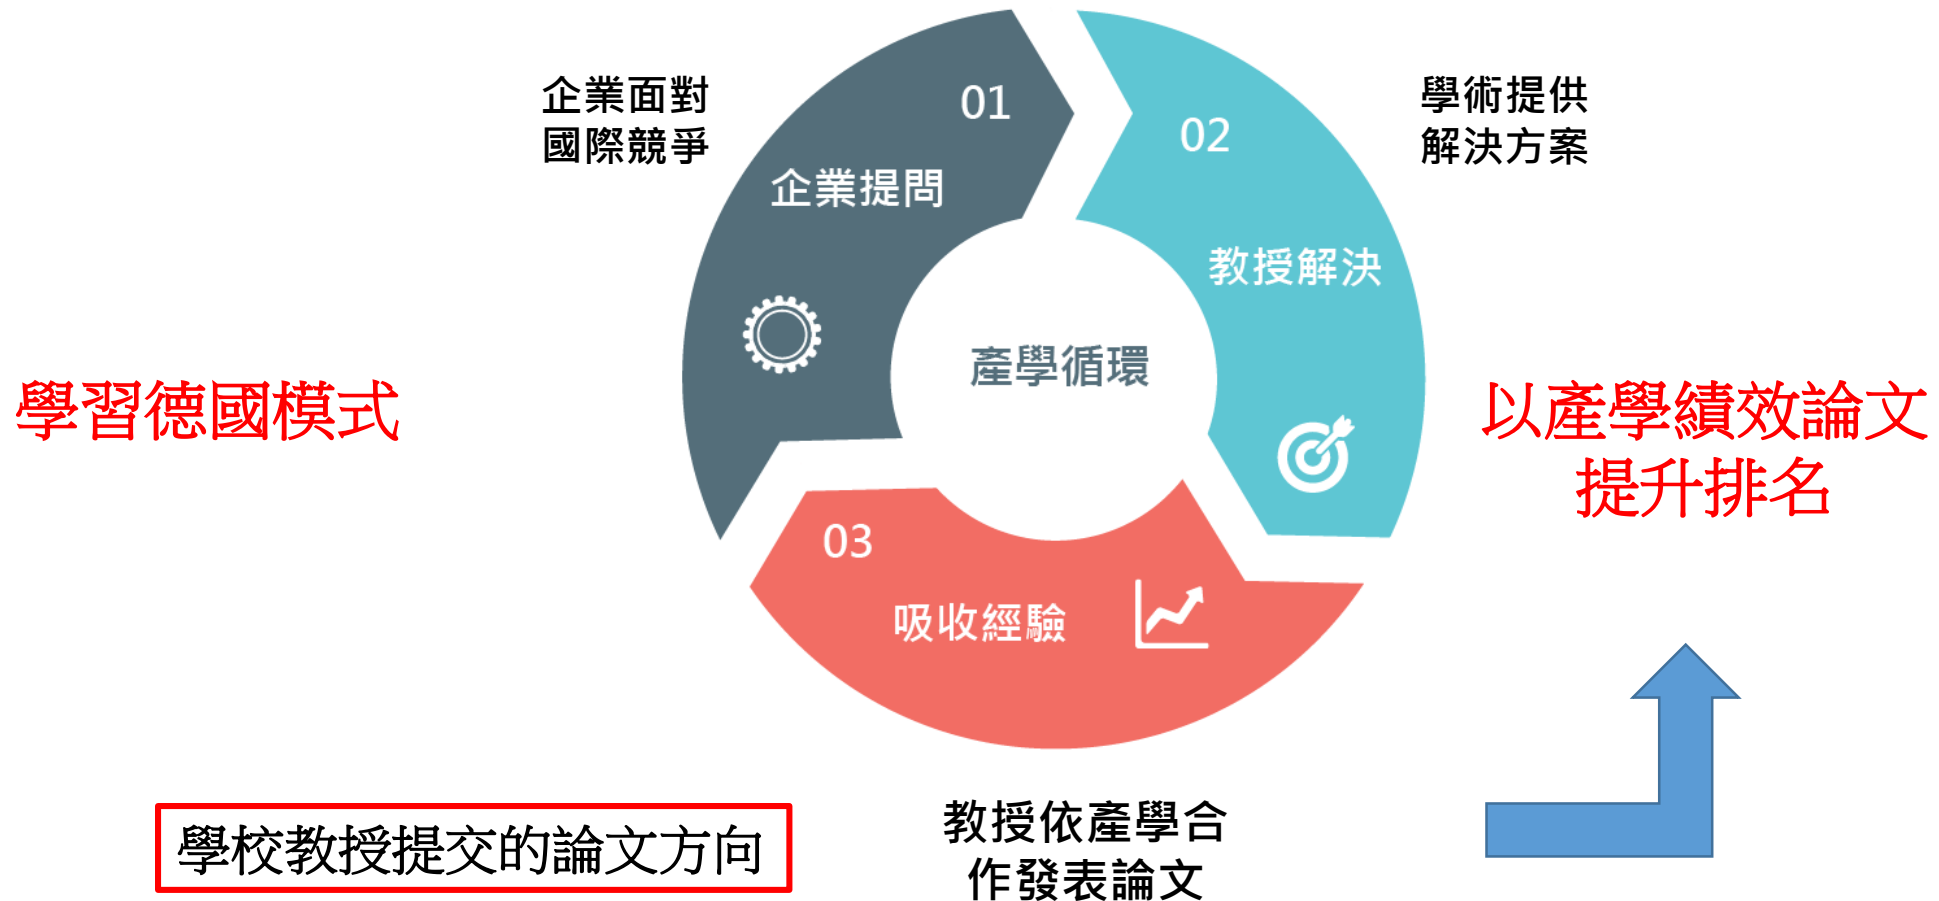 企業面對
國際競爭
01
企業提問
02
教授解決
學術提供
解決方案
產學循環
學習德國模式
以產學績效論文
提升排名
03
吸收經驗
學校教授提交的論文方向
教授依產學合
作發表論文